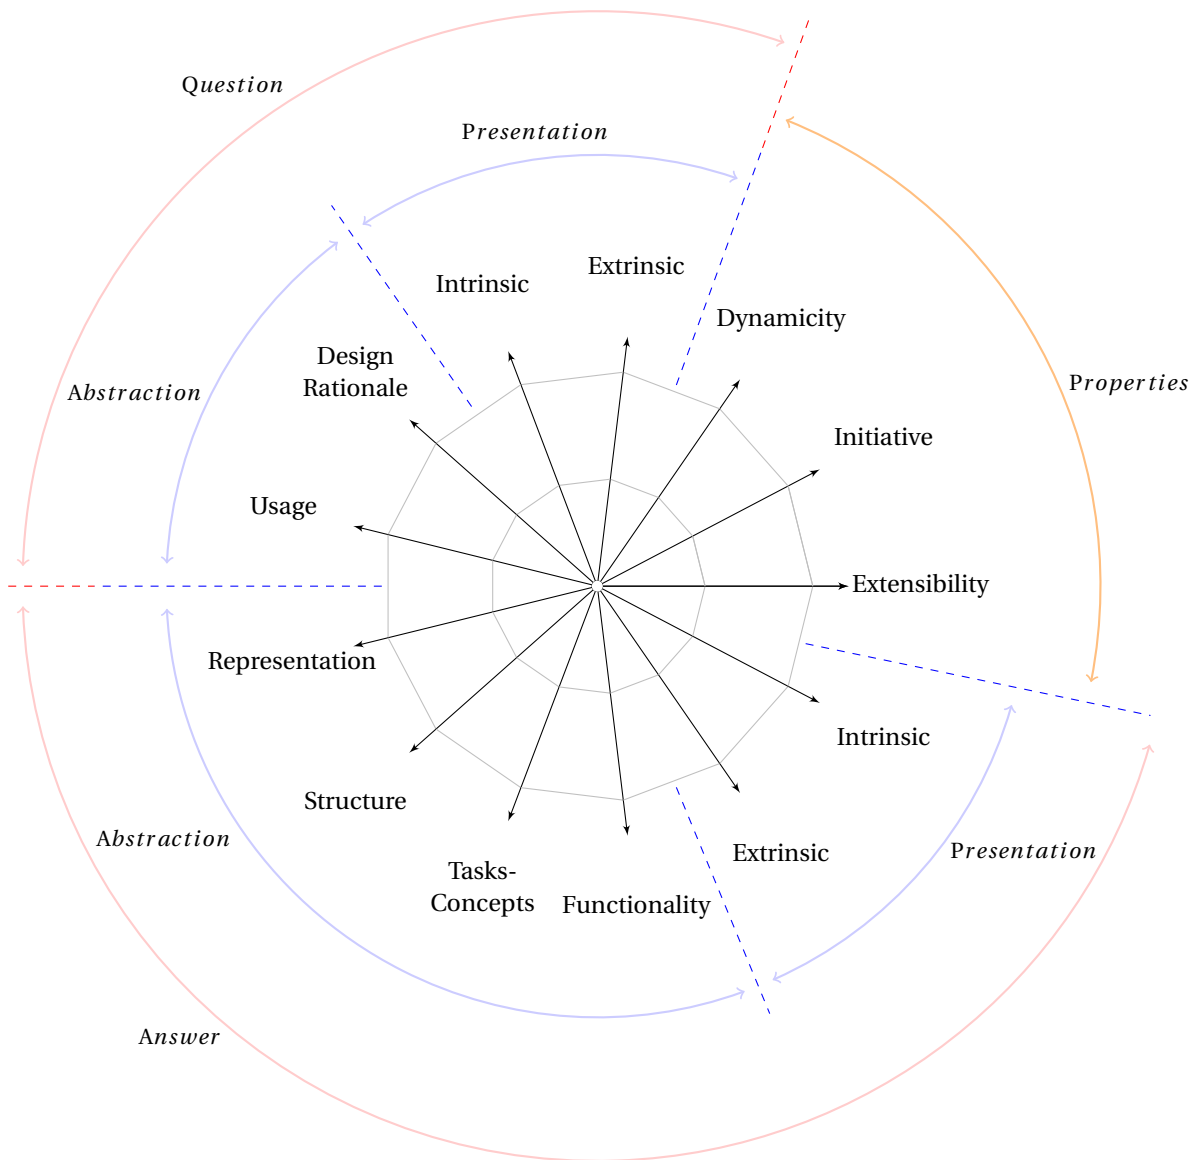 Question
Presentation
Extrinsic
Intrinsic
Dynamicity
Design
Rationale
Properties
Abstraction
Initiative
Usage
Extensibility
Representation
Intrinsic
Structure
Abstraction
Extrinsic
Presentation
Tasks-
Concepts
Functionality
Answer